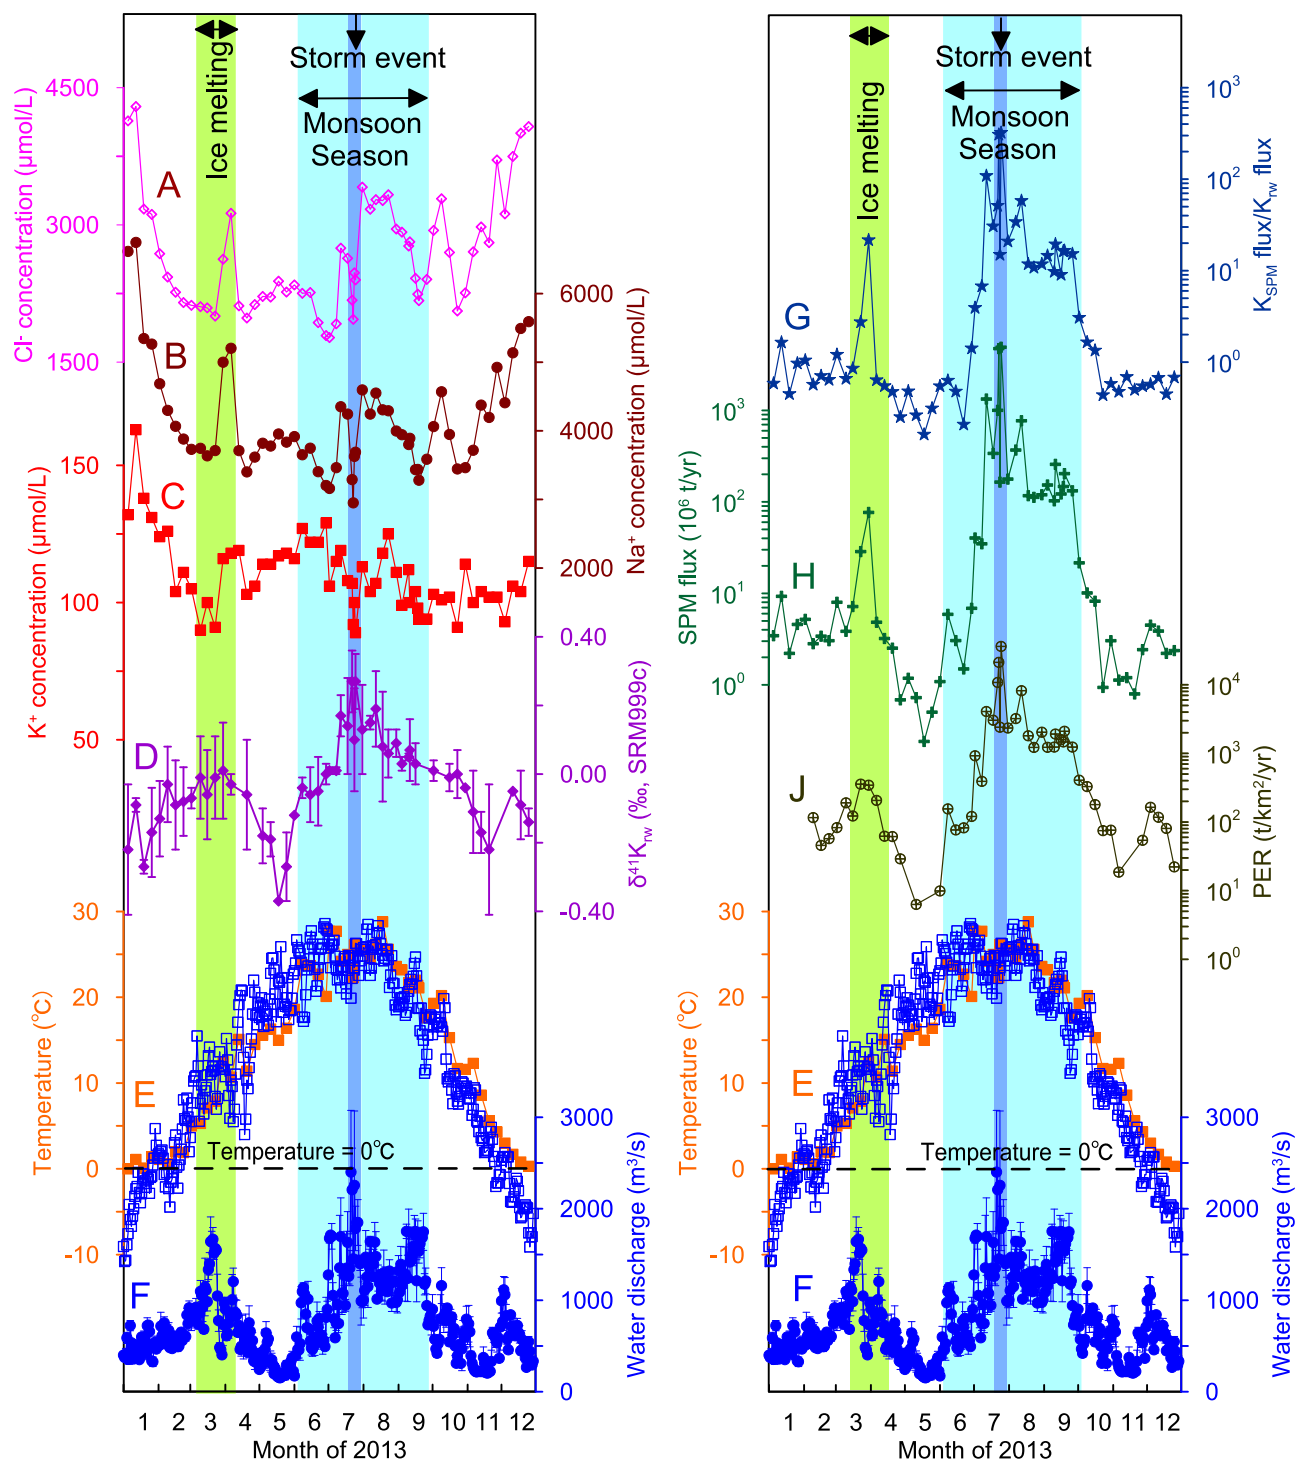 Storm event
Monsoon
Season
Ice melting
A
B
C
D
E
F
Cl⁻ concentration (μmol/L)
4500
3000
1500
Na⁺ concentration (μmol/L)
6000
4000
2000
K⁺ concentration (μmol/L)
150
100
50
δ⁴¹Krw (‰, SRM999c)
0.40
0.00
-0.40
Temperature (°C)
30
20
10
0
-10
Temperature = 0°C
Water discharge (m³/s)
3000
2000
1000
0
1 2 3 4 5 6 7 8 9 10 11 12
Month of 2013
Storm event
Monsoon
Season
Ice melting
G
H
J
E
F
KSPM flux/Krw flux
10³
10²
10¹
10⁰
SPM flux (10⁶ t/yr)
10³
10²
10¹
10⁰
PER (t/km²/yr)
10⁴
10³
10²
10¹
10⁰
Temperature (°C)
30
20
10
0
-10
Temperature = 0°C
Water discharge (m³/s)
3000
2000
1000
0
1 2 3 4 5 6 7 8 9 10 11 12
Month of 2013